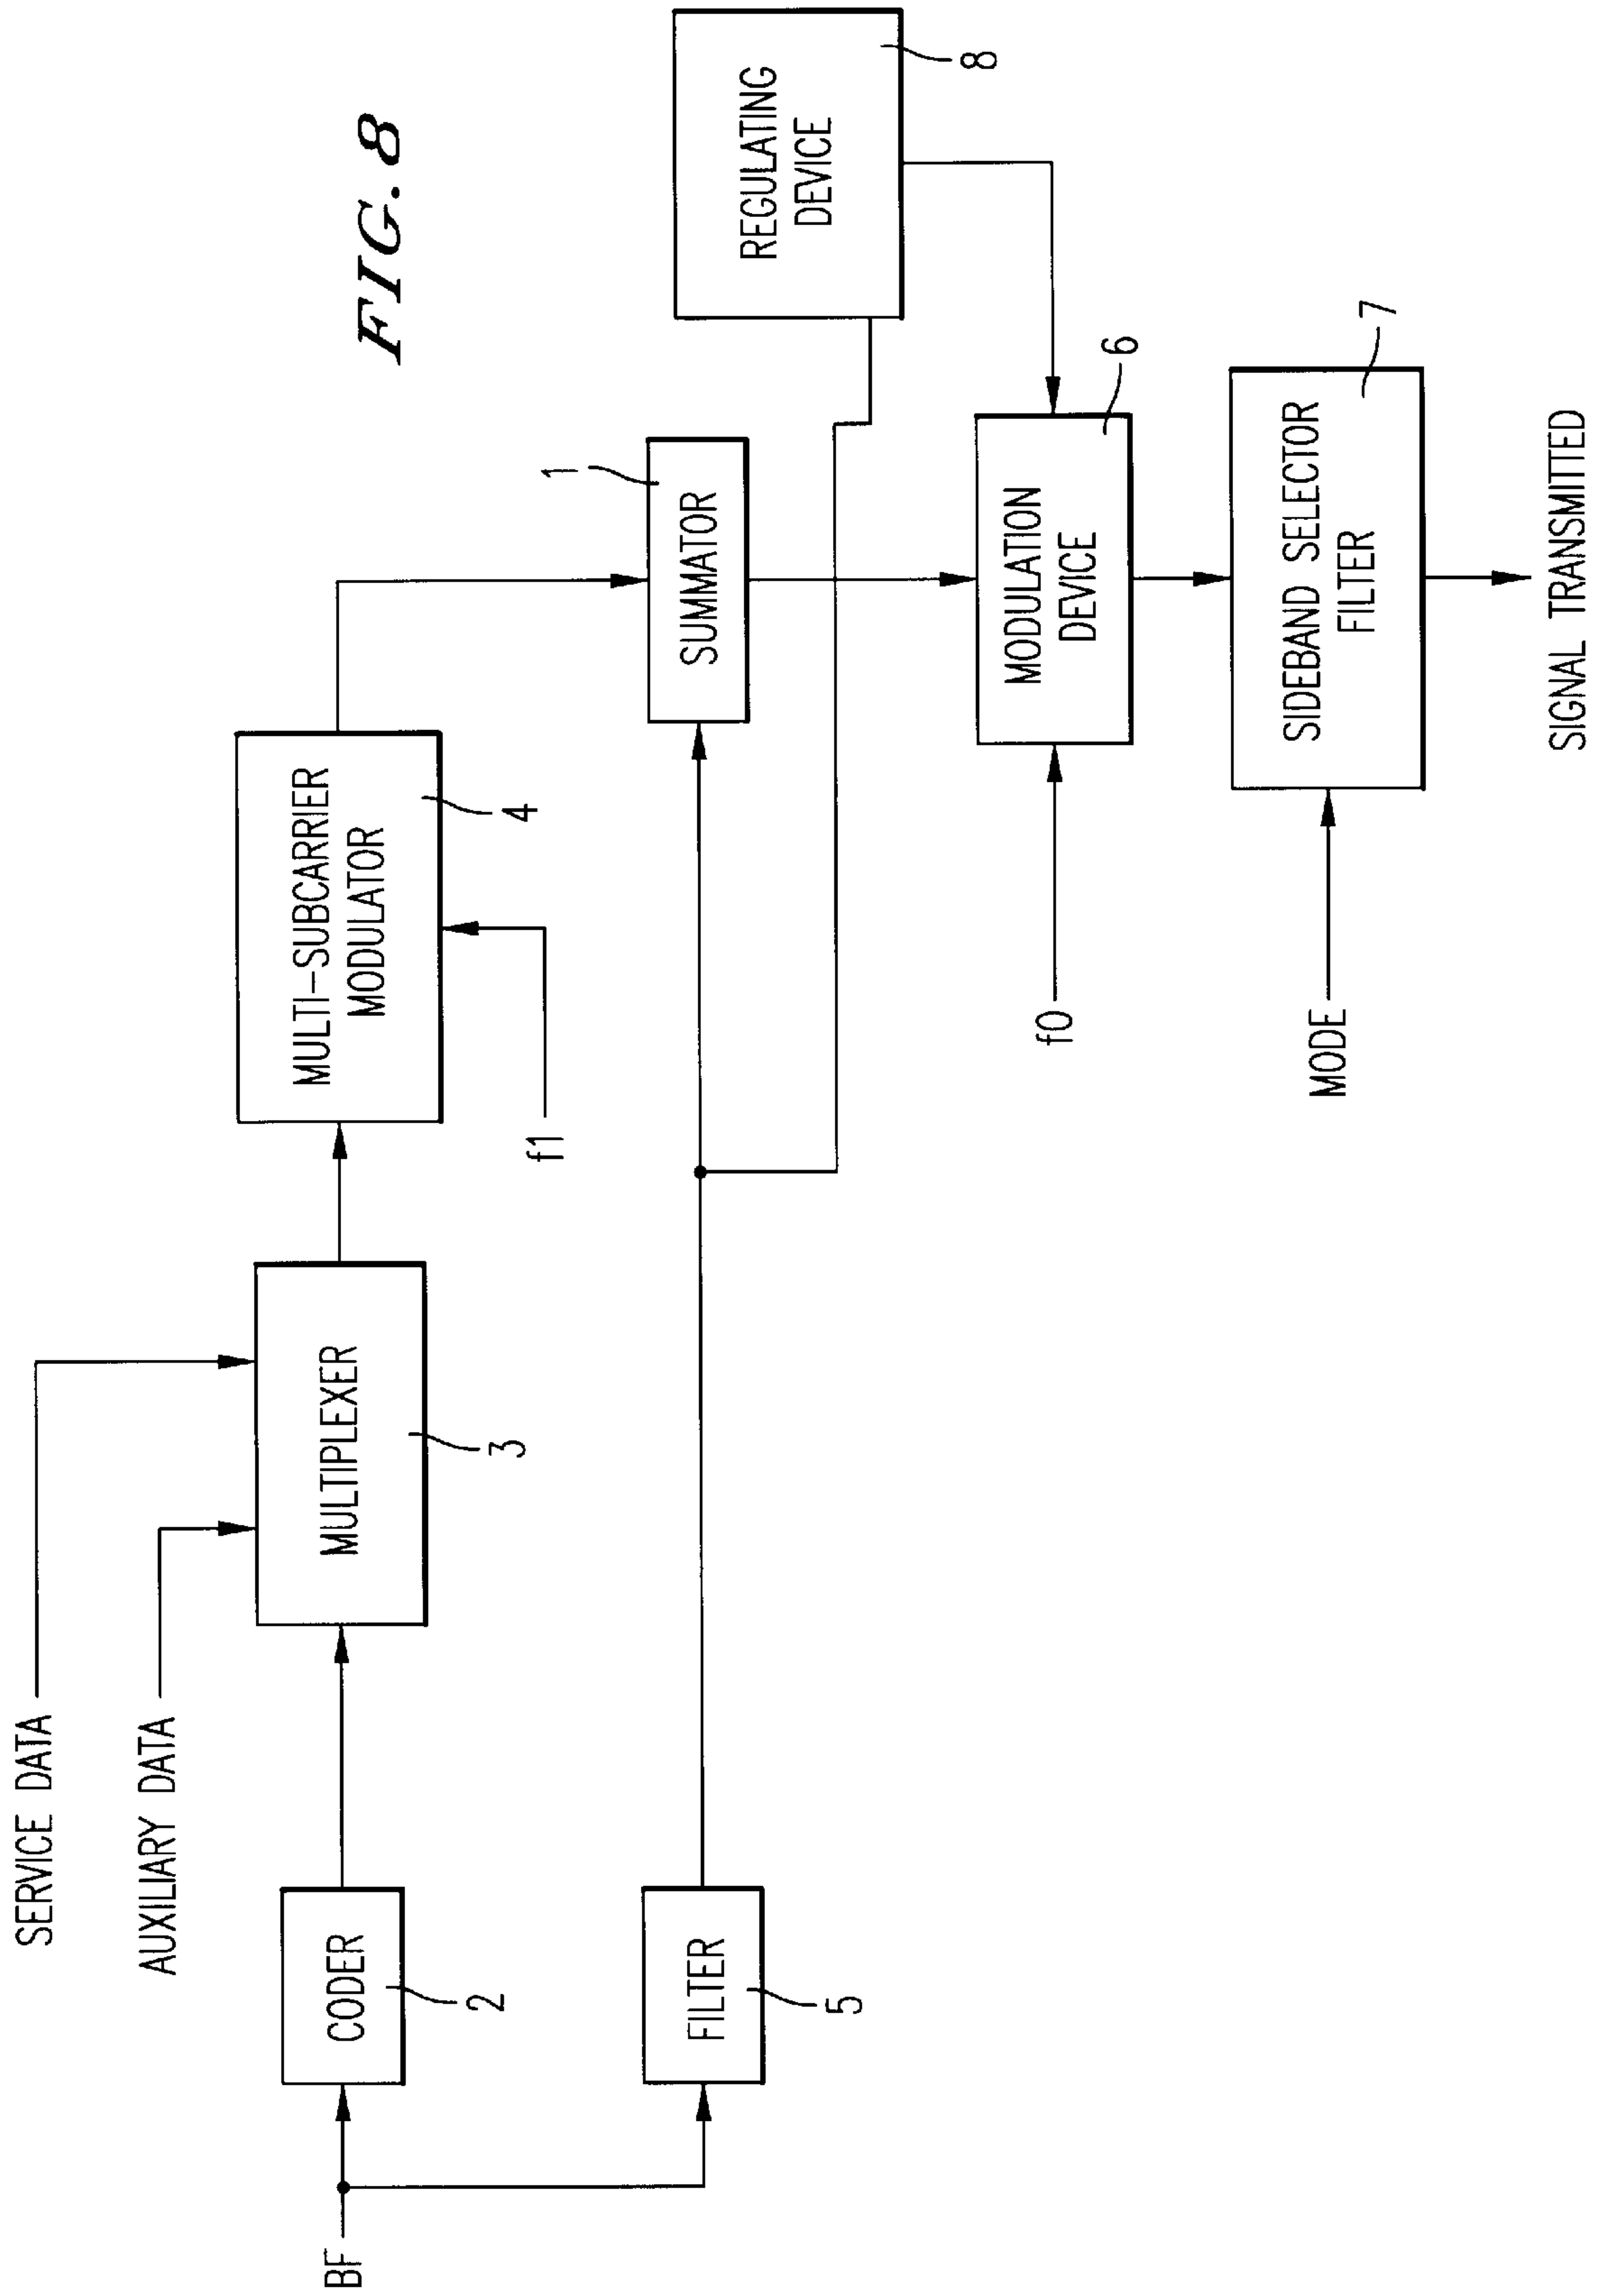 FIG. 8
SERVICE DATA
AUXILIARY DATA
BF
CODER
2
MULTIPLEXER
3
MULTI-SUBCARRIER
MODULATOR
4
f1
FILTER
5
SUMMATOR
1
REGULATING
DEVICE
8
f0
MODULATION
DEVICE
6
MODE
SIDEBAND SELECTOR
FILTER
7
SIGNAL TRANSMITTED